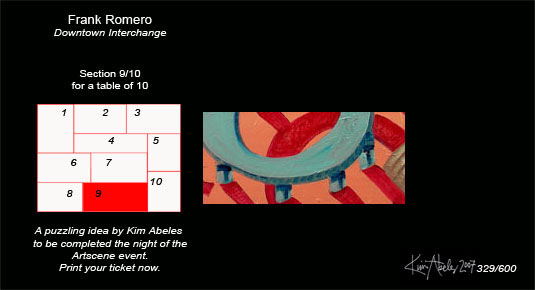 Frank Romero
Downtown Interchange
Section 9/10
for a table of 10
1 2 3
4 5
6 7
8 9 10
A puzzling idea by Kim Abeles
to be completed the night of the
Artscene event.
Print your ticket now.
Kim Abeles 2007 329/600